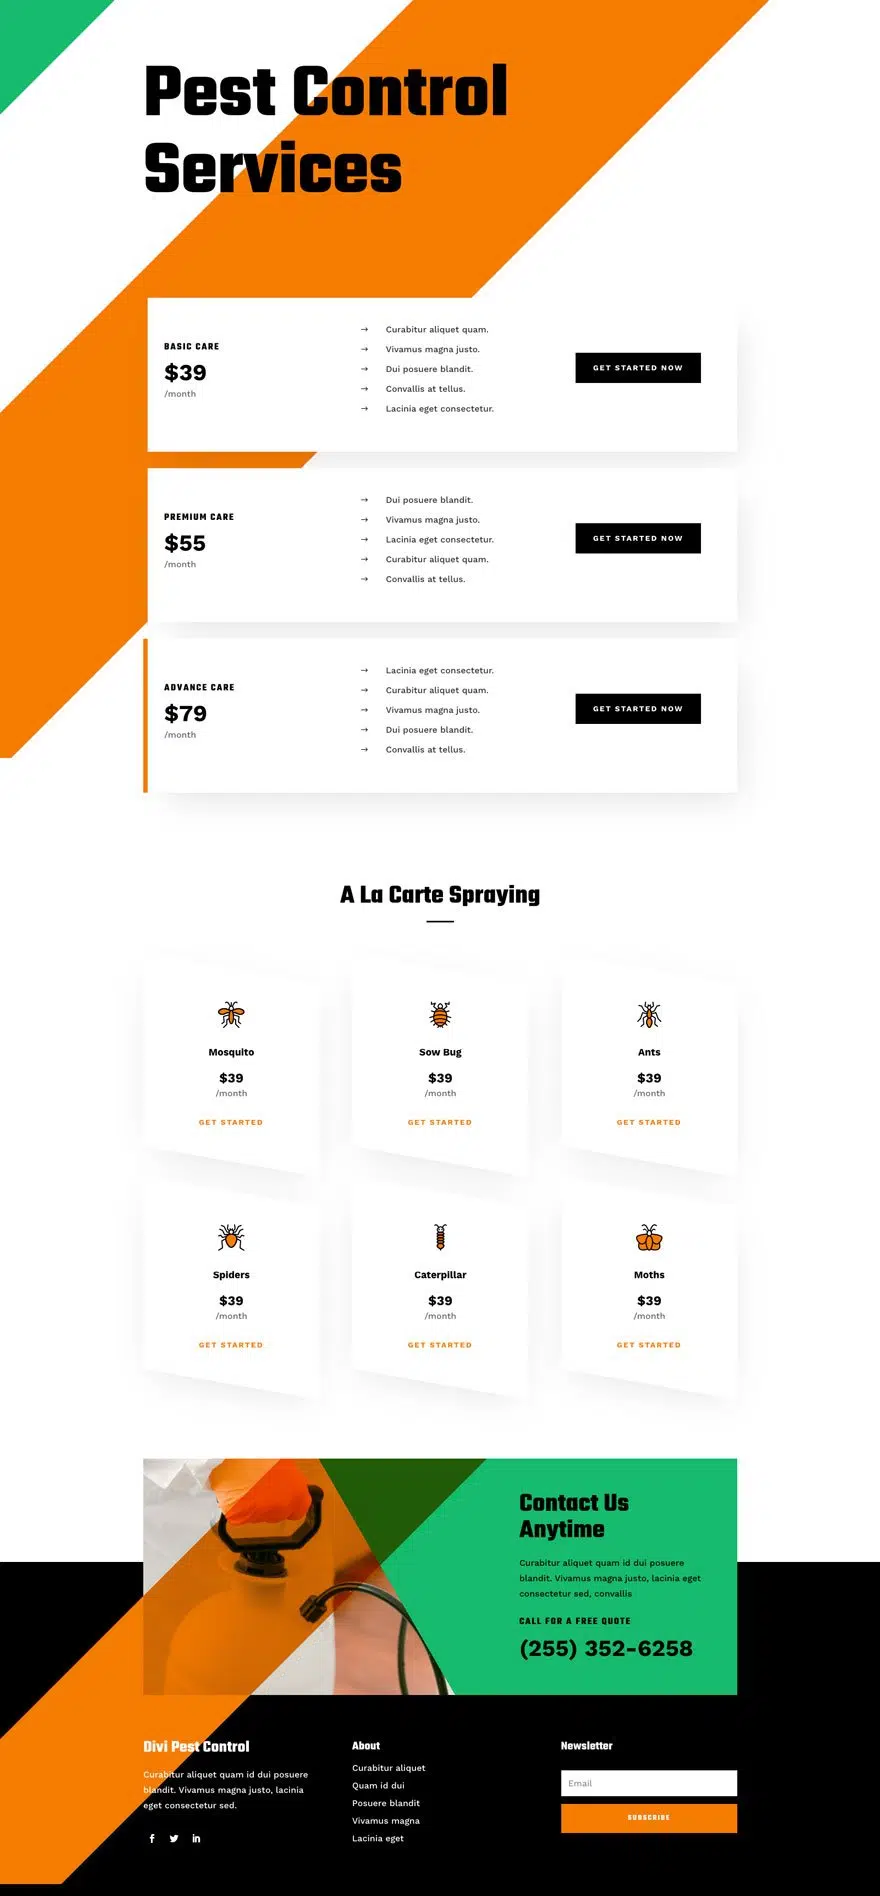 Pest Control
Services
BASIC CARE
$39
/month
→ Curabitur aliquet quam.
→ Vivamus magna justo.
→ Dui posuere blandit.
→ Convallis at tellus.
→ Lacinia eget consectetur.
GET STARTED NOW
PREMIUM CARE
$55
/month
→ Dui posuere blandit.
→ Vivamus magna justo.
→ Lacinia eget consectetur.
→ Curabitur aliquet quam.
→ Convallis at tellus.
GET STARTED NOW
ADVANCE CARE
$79
/month
→ Lacinia eget consectetur.
→ Curabitur aliquet quam.
→ Vivamus magna justo.
→ Dui posuere blandit.
→ Convallis at tellus.
GET STARTED NOW
A La Carte Spraying
Mosquito
$39
/month
GET STARTED
Sow Bug
$39
/month
GET STARTED
Ants
$39
/month
GET STARTED
Spiders
$39
/month
GET STARTED
Caterpillar
$39
/month
GET STARTED
Moths
$39
/month
GET STARTED
Contact Us
Anytime
Curabitur aliquet quam id dui posuere
blandit. Vivamus magna justo, lacinia eget
consectetur sed, convallis
CALL FOR A FREE QUOTE
(255) 352-6258
Divi Pest Control
Curabitur aliquet quam id dui posuere
blandit. Vivamus magna justo, lacinia
eget consectetur sed.
About
Curabitur aliquet
Quam id dui
Posuere blandit
Vivamus magna
Lacinia eget
Newsletter
Email
SUBSCRIBE